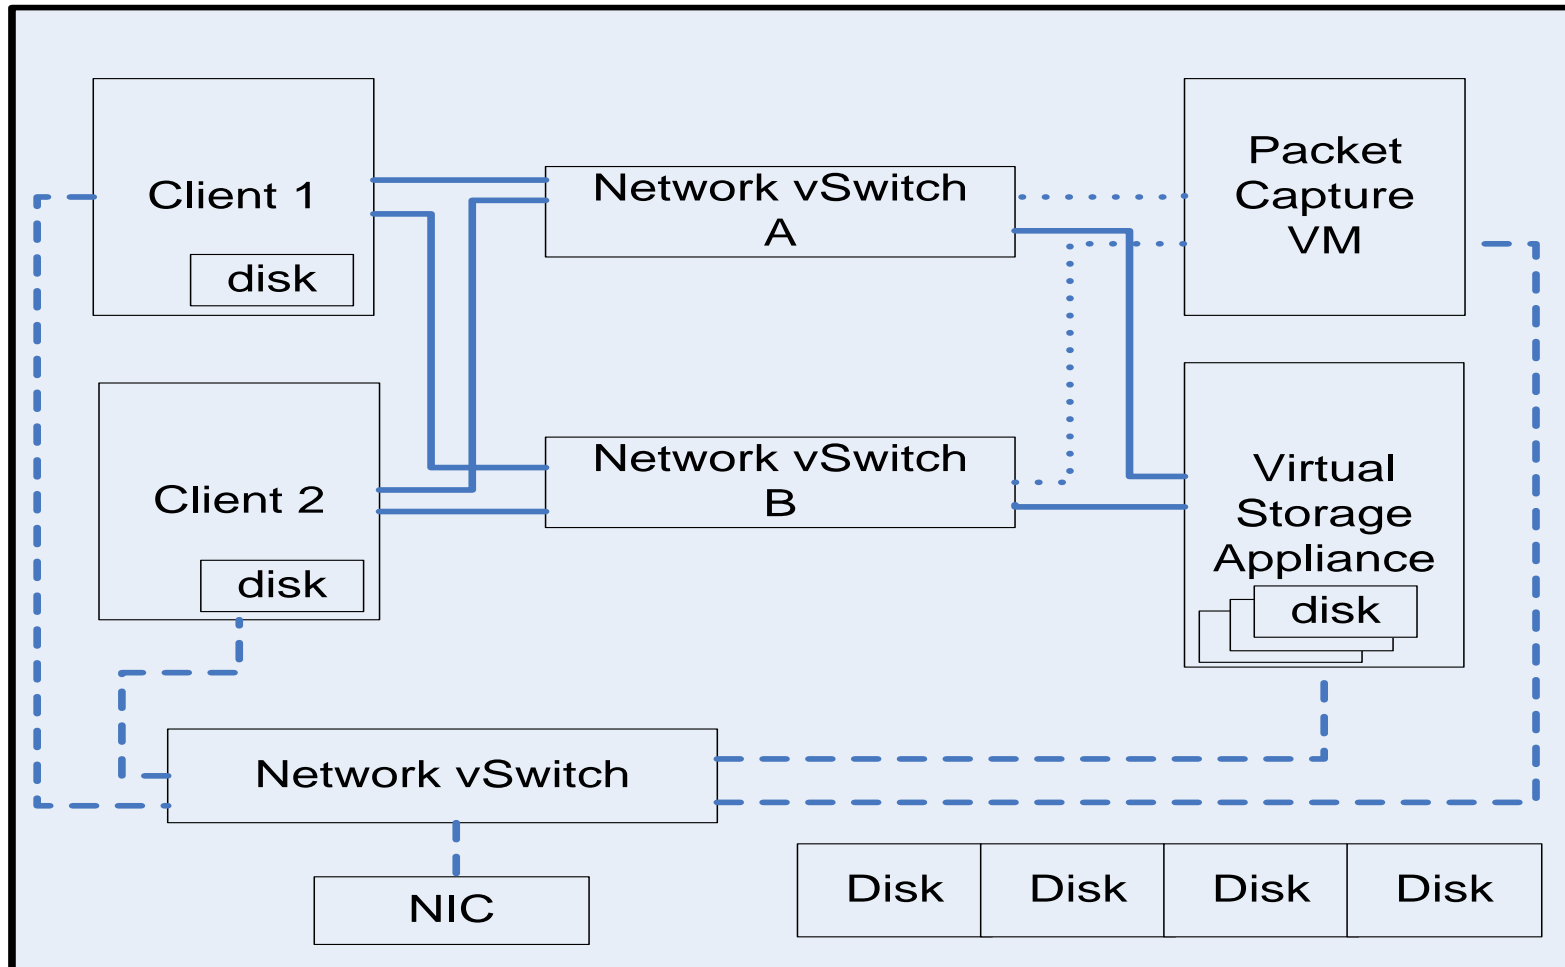 Client 1
disk
Network vSwitch
A
Packet
Capture
VM
Client 2
disk
Network vSwitch
B
Virtual
Storage
Appliance
disk
Network vSwitch
NIC
Disk
Disk
Disk
Disk